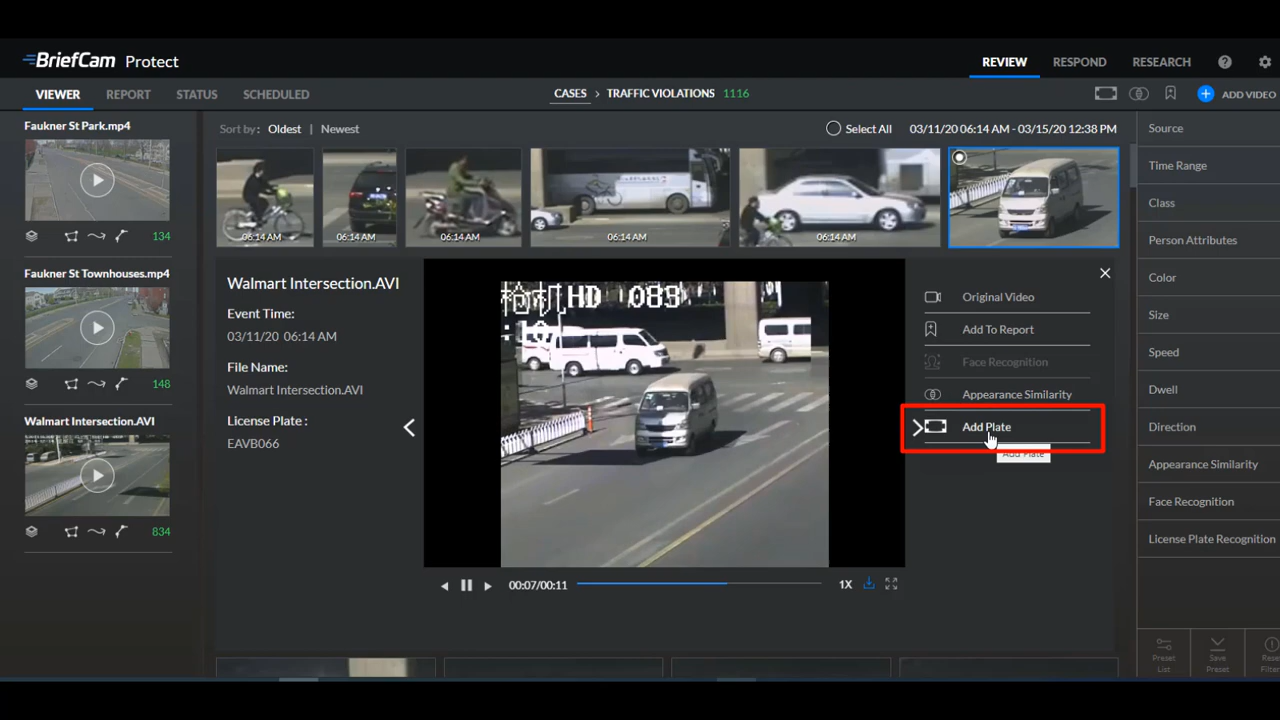 BriefCam Protect
REVIEW RESPOND RESEARCH ?
VIEWER REPORT STATUS SCHEDULED
CASES > TRAFFIC VIOLATIONS 1116
ADD VIDEO
Faukner St Park.mp4
134
Faukner St Townhouses.mp4
148
Walmart Intersection.AVI
834
Sort by: Oldest | Newest
Select All
03/11/20 06:14 AM - 03/15/20 12:38 PM
06:14 AM
06:14 AM
06:14 AM
06:14 AM
06:14 AM
Walmart Intersection.AVI
Event Time:
03/11/20 06:14 AM
File Name:
Walmart Intersection.AVI
License Plate :
EAVB066
HD 089
00:07/00:11
1X
Original Video
Add To Report
Face Recognition
Appearance Similarity
Add Plate
Add Plate
Source
Time Range
Class
Person Attributes
Color
Size
Speed
Dwell
Direction
Appearance Similarity
Face Recognition
License Plate Recognition
Preset
List
Save
Preset
Rese
Filter